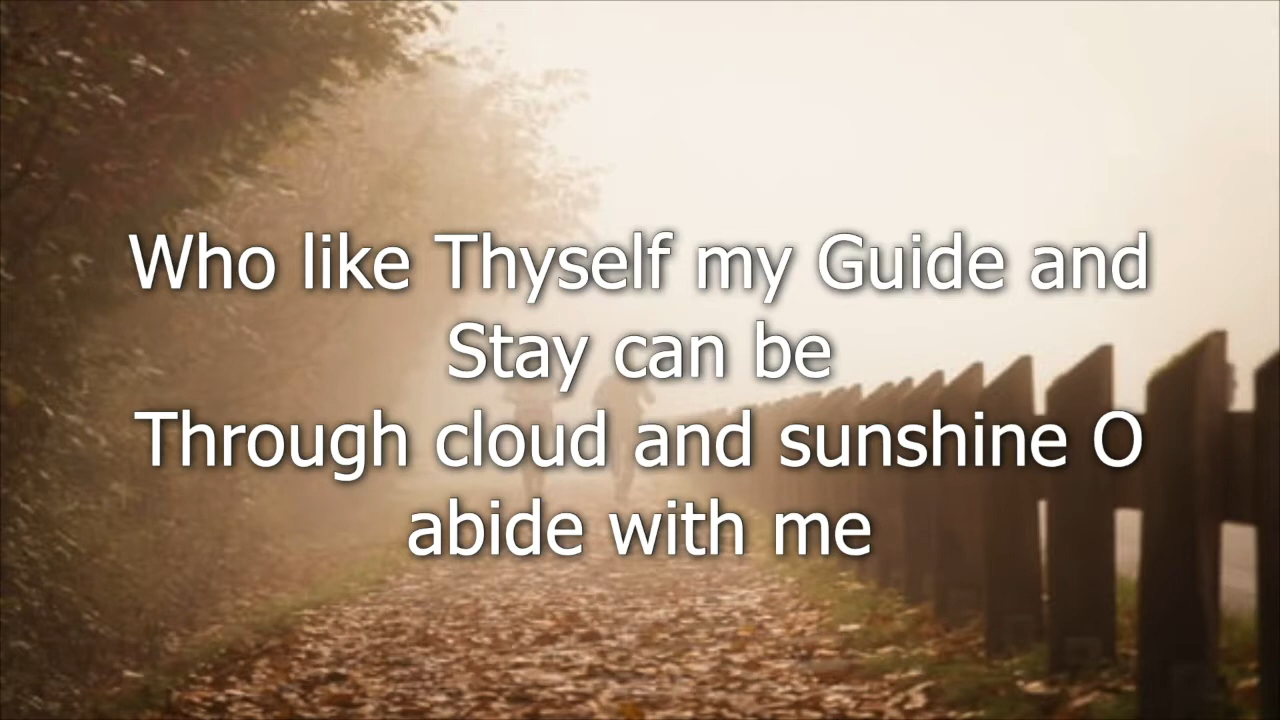 Who like Thyself my Guide and
Stay can be
Through cloud and sunshine O
abide with me